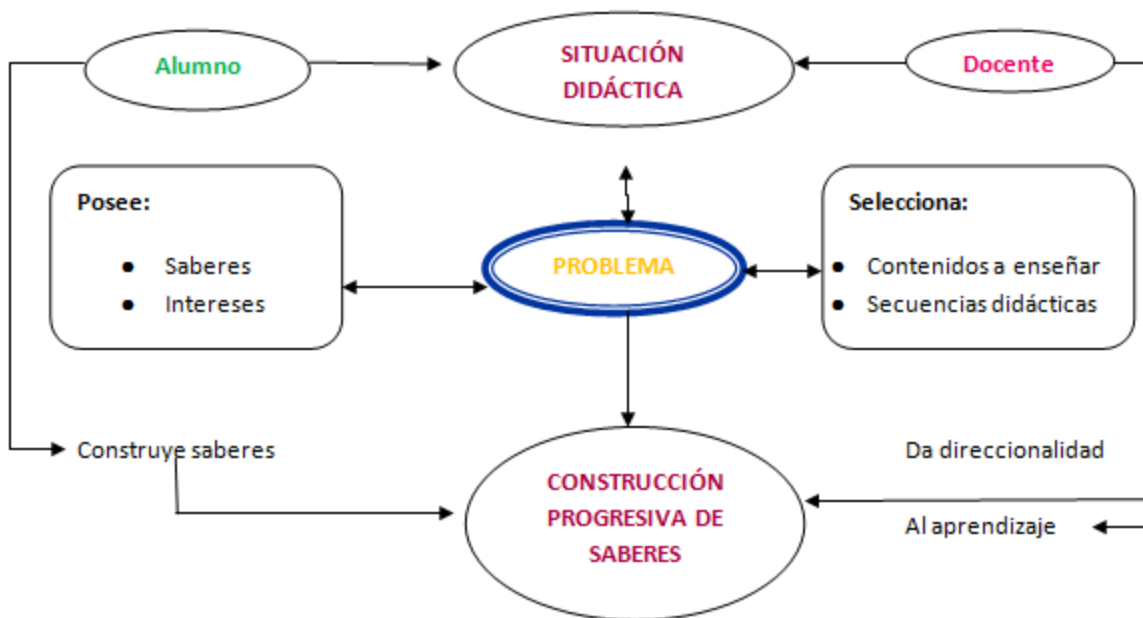 Alumno
SITUACIÓN
DIDÁCTICA
Docente
Posee:
● Saberes
● Intereses
PROBLEMA
Selecciona:
● Contenidos a enseñar
● Secuencias didácticas
Construye saberes
CONSTRUCCIÓN
PROGRESIVA DE
SABERES
Da direccionalidad
Al aprendizaje